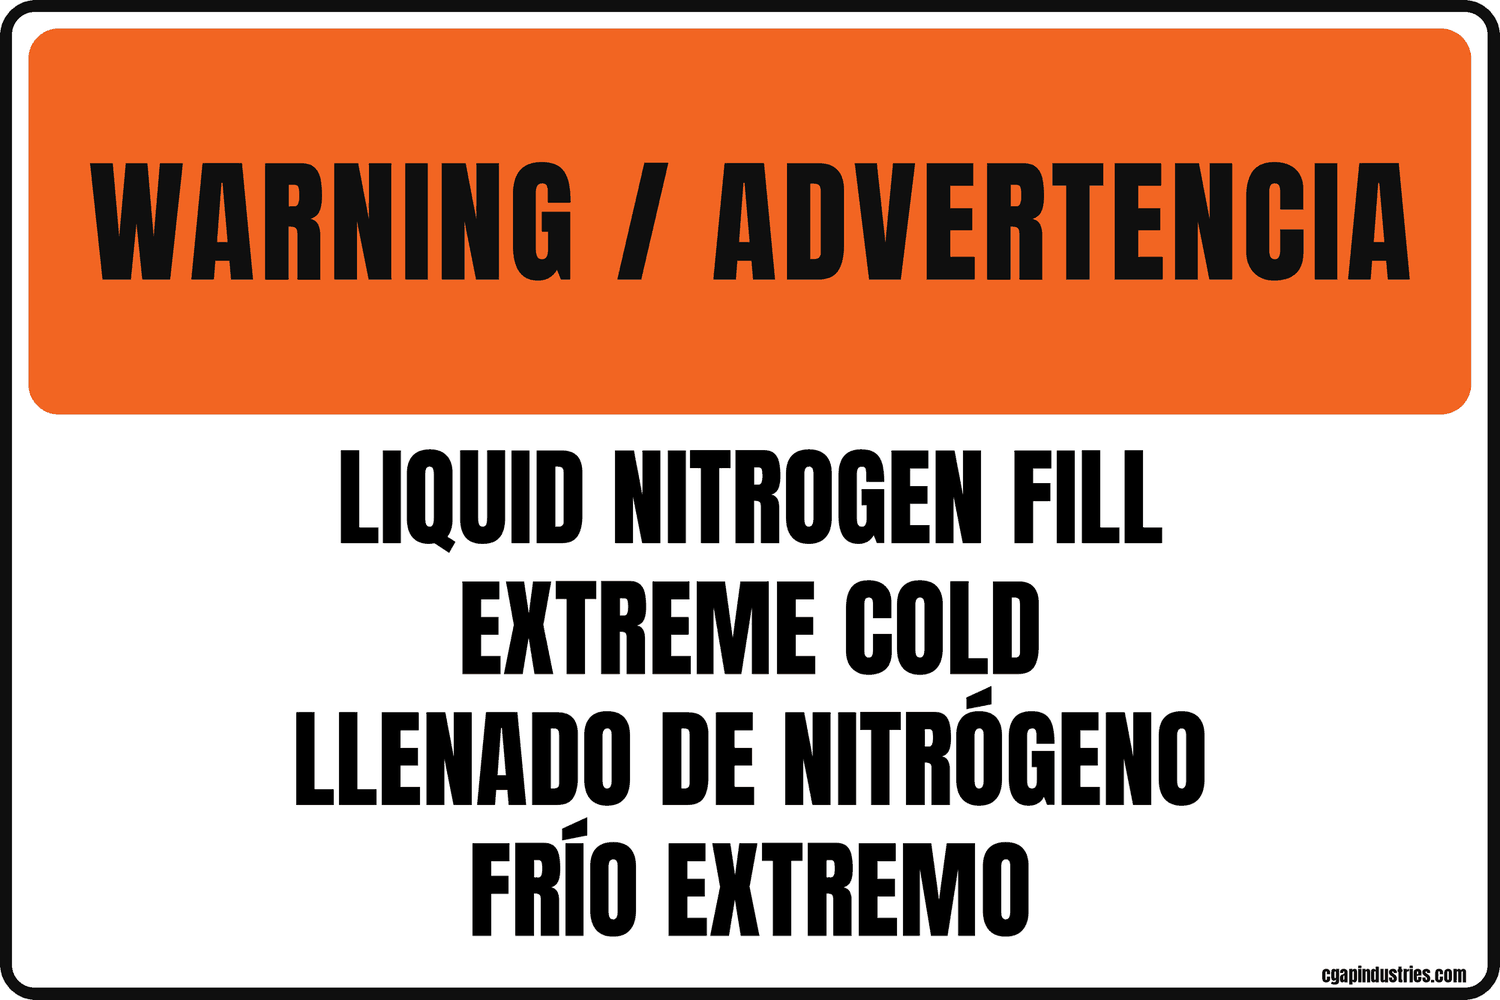 WARNING / ADVERTENCIA
LIQUID NITROGEN FILL
EXTREME COLD
LLENADO DE NITRÓGENO
FRÍO EXTREMO
cgapindustries.com